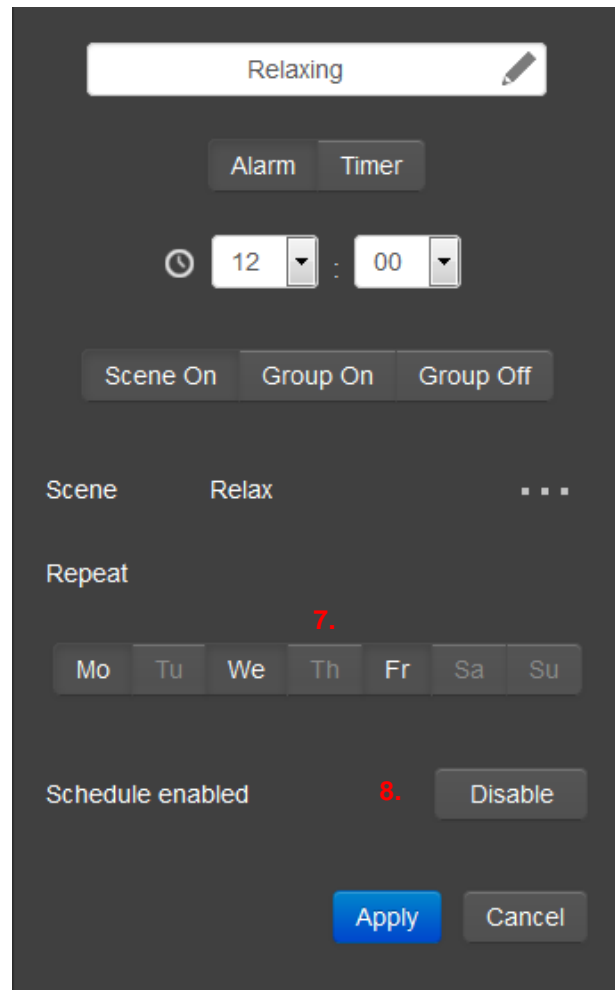 Relaxing
Alarm Timer
12 : 00
Scene On Group On Group Off
Scene Relax ...
Repeat
7.
Mo Tu We Th Fr Sa Su
Schedule enabled 8. Disable
Apply Cancel